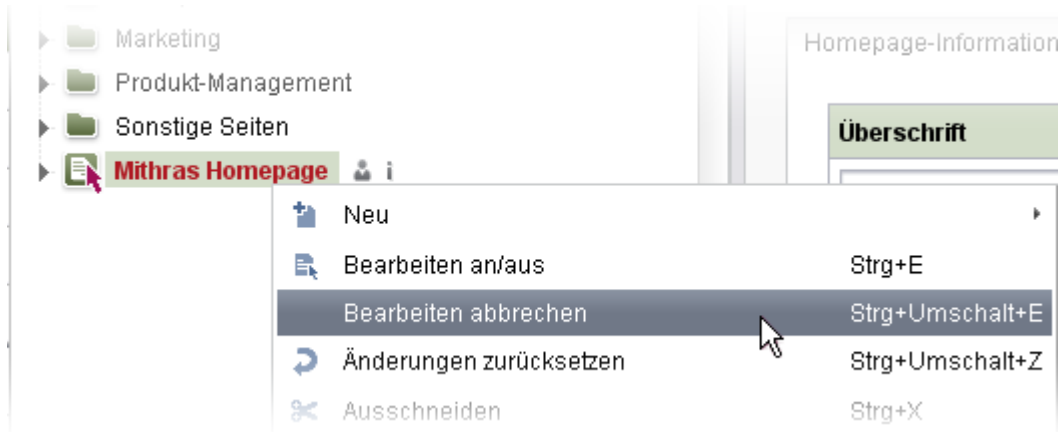 Marketing
Homepage-Information
Produkt-Management
Sonstige Seiten
Überschrift
Mithras Homepage
Neu
Bearbeiten an/aus Strg+E
Bearbeiten abbrechen Strg+Umschalt+E
Änderungen zurücksetzen Strg+Umschalt+Z
Ausschneiden Strg+X